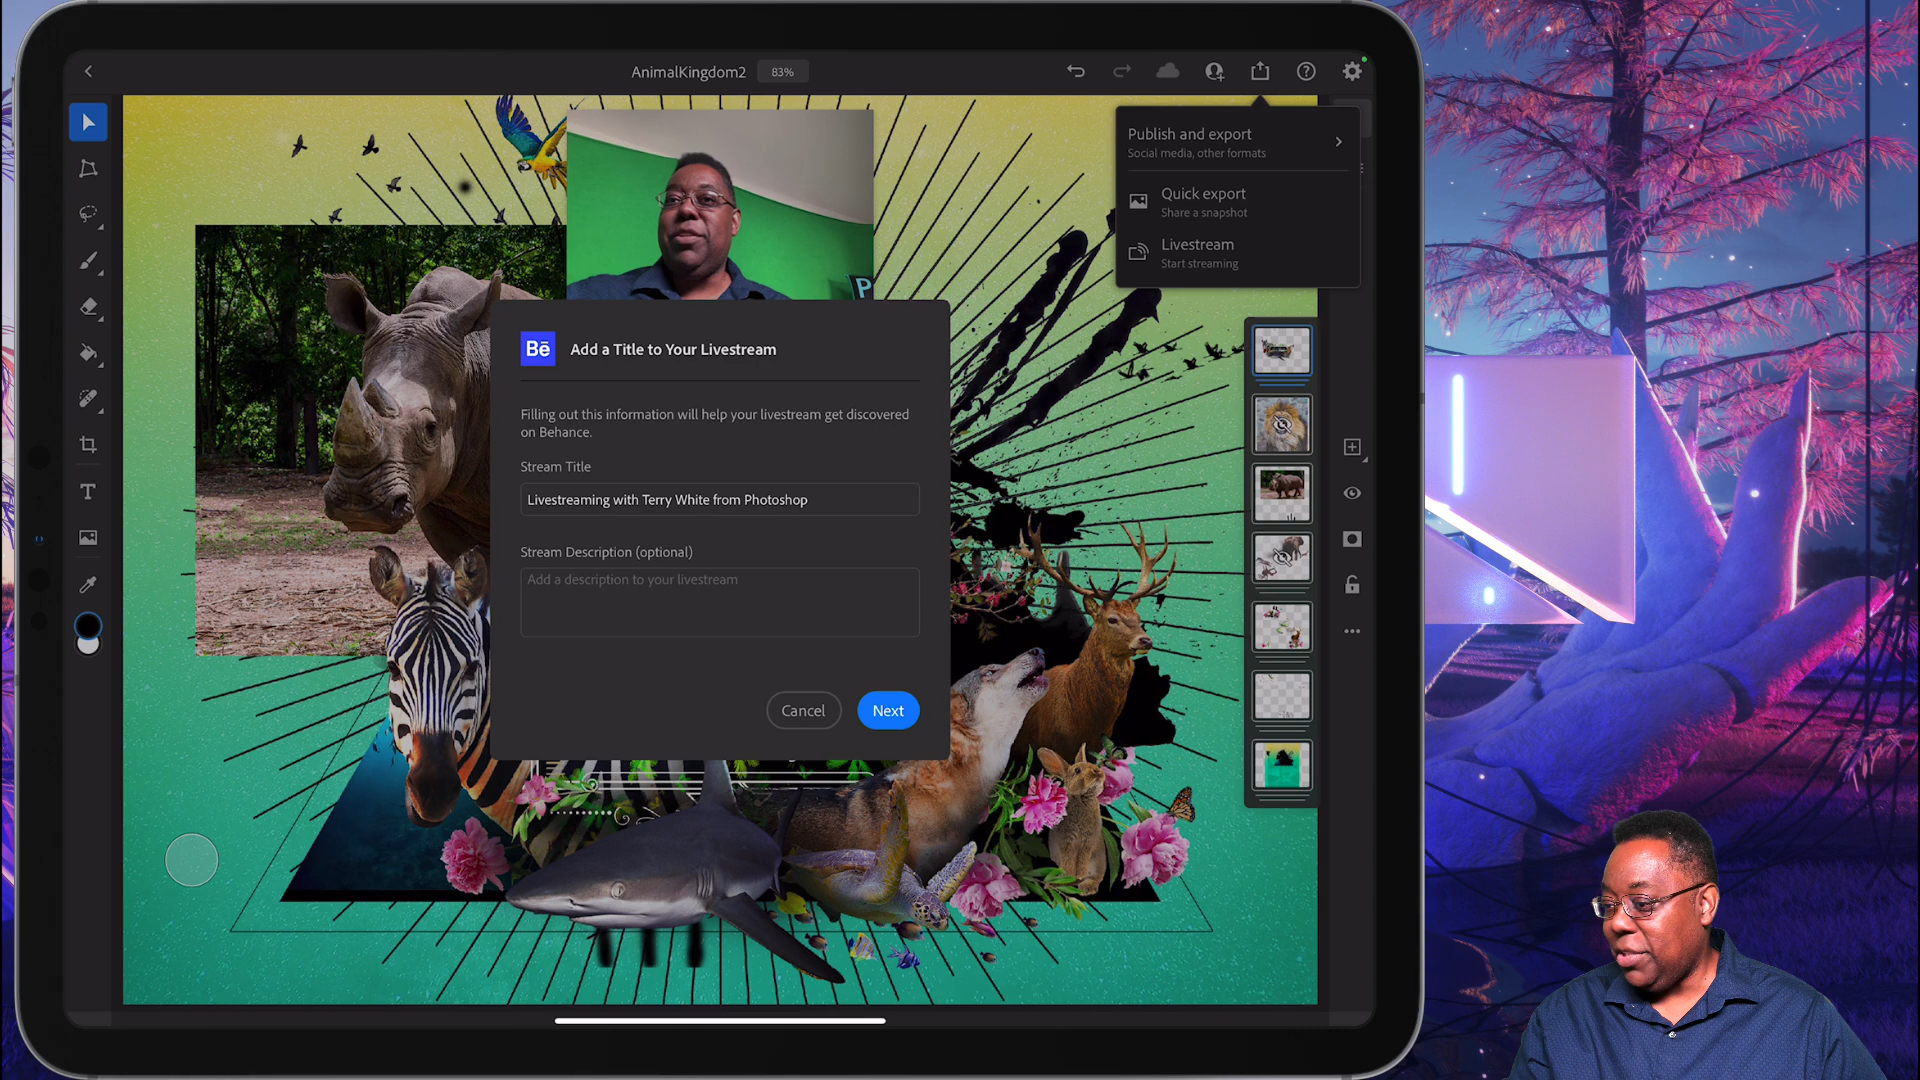 AnimalKingdom2
83%
Publish and export
Social media, other formats
Quick export
Share a snapshot
Livestream
Start streaming
P
Bē
Add a Title to Your Livestream
Filling out this information will help your livestream get discovered
on Behance.
Stream Title
Livestreaming with Terry White from Photoshop
Stream Description (optional)
Add a description to your livestream
Cancel
Next
T